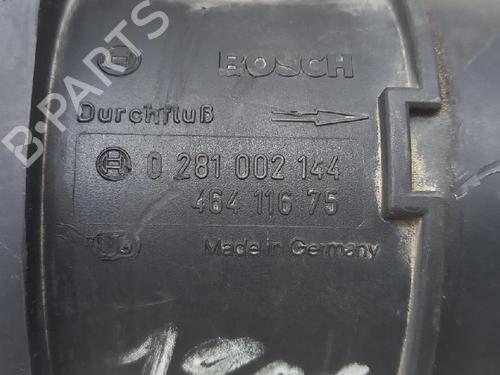 B-PARTS
BOSCH
Durchfluß
0 281 002 144
464 116 75
Made in Germany